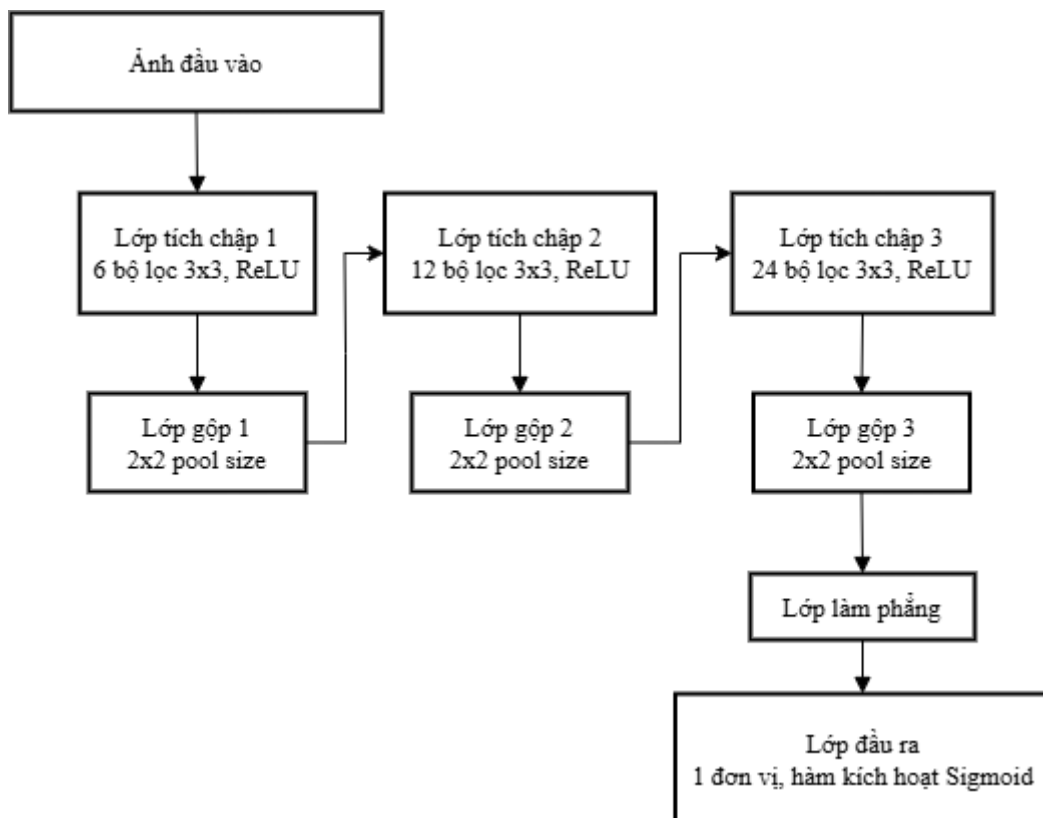 Ảnh đầu vào
Lớp tích chập 1
6 bộ lọc 3x3, ReLU
Lớp gộp 1
2x2 pool size
Lớp tích chập 2
12 bộ lọc 3x3, ReLU
Lớp gộp 2
2x2 pool size
Lớp tích chập 3
24 bộ lọc 3x3, ReLU
Lớp gộp 3
2x2 pool size
Lớp làm phẳng
Lớp đầu ra
1 đơn vị, hàm kích hoạt Sigmoid